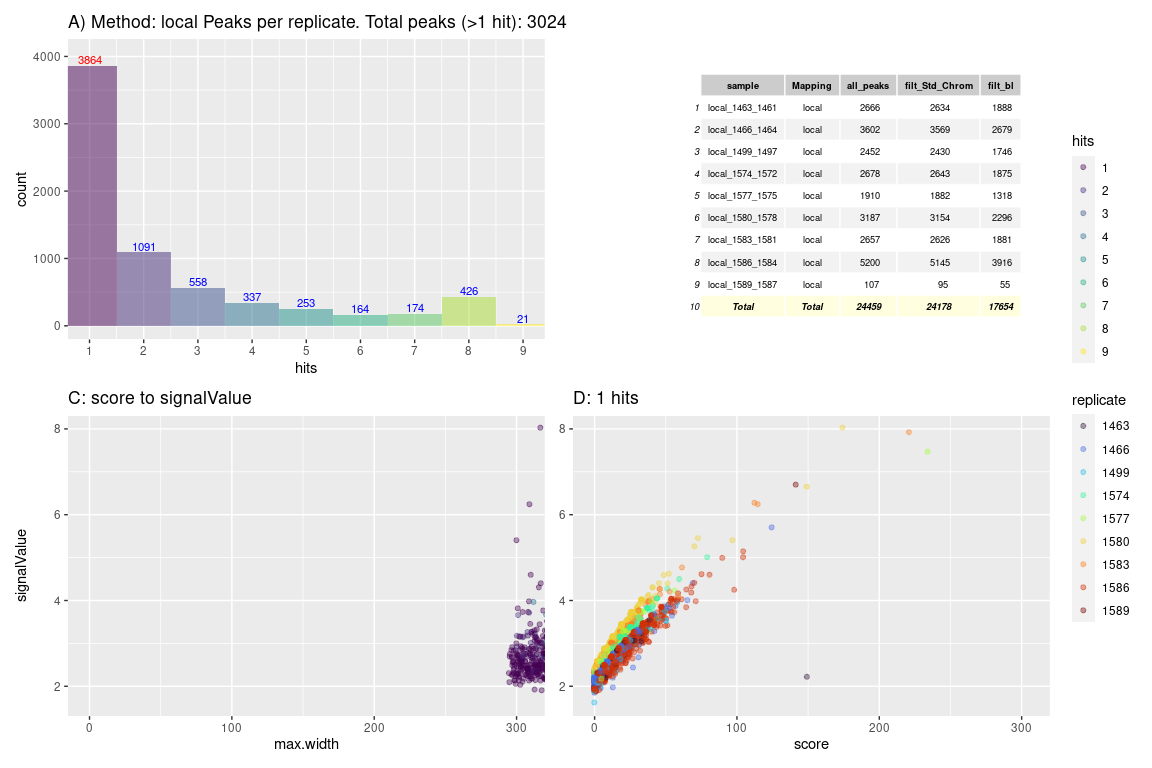 A) Method: local Peaks per replicate. Total peaks (>1 hit): 3024
count
4000
3000
2000
1000
0
3864
1091
558
337
253
164
174
426
21
1 2 3 4 5 6 7 8 9
hits
sample Mapping all_peaks filt_Std_Chrom filt_bl
1 local_1463_1461 local 2666 2634 1888
2 local_1466_1464 local 3602 3569 2679
3 local_1499_1497 local 2452 2430 1746
4 local_1574_1572 local 2678 2643 1875
5 local_1577_1575 local 1910 1882 1318
6 local_1580_1578 local 3187 3154 2296
7 local_1583_1581 local 2657 2626 1881
8 local_1586_1584 local 5200 5145 3916
9 local_1589_1587 local 107 95 55
10 Total Total 24459 24178 17654
hits
1
2
3
4
5
6
7
8
9
C: score to signalValue
signalValue
8
6
4
2
0 100 200 300
max.width
D: 1 hits
8
6
4
2
0 100 200 300
score
replicate
1463
1466
1499
1574
1577
1580
1583
1586
1589